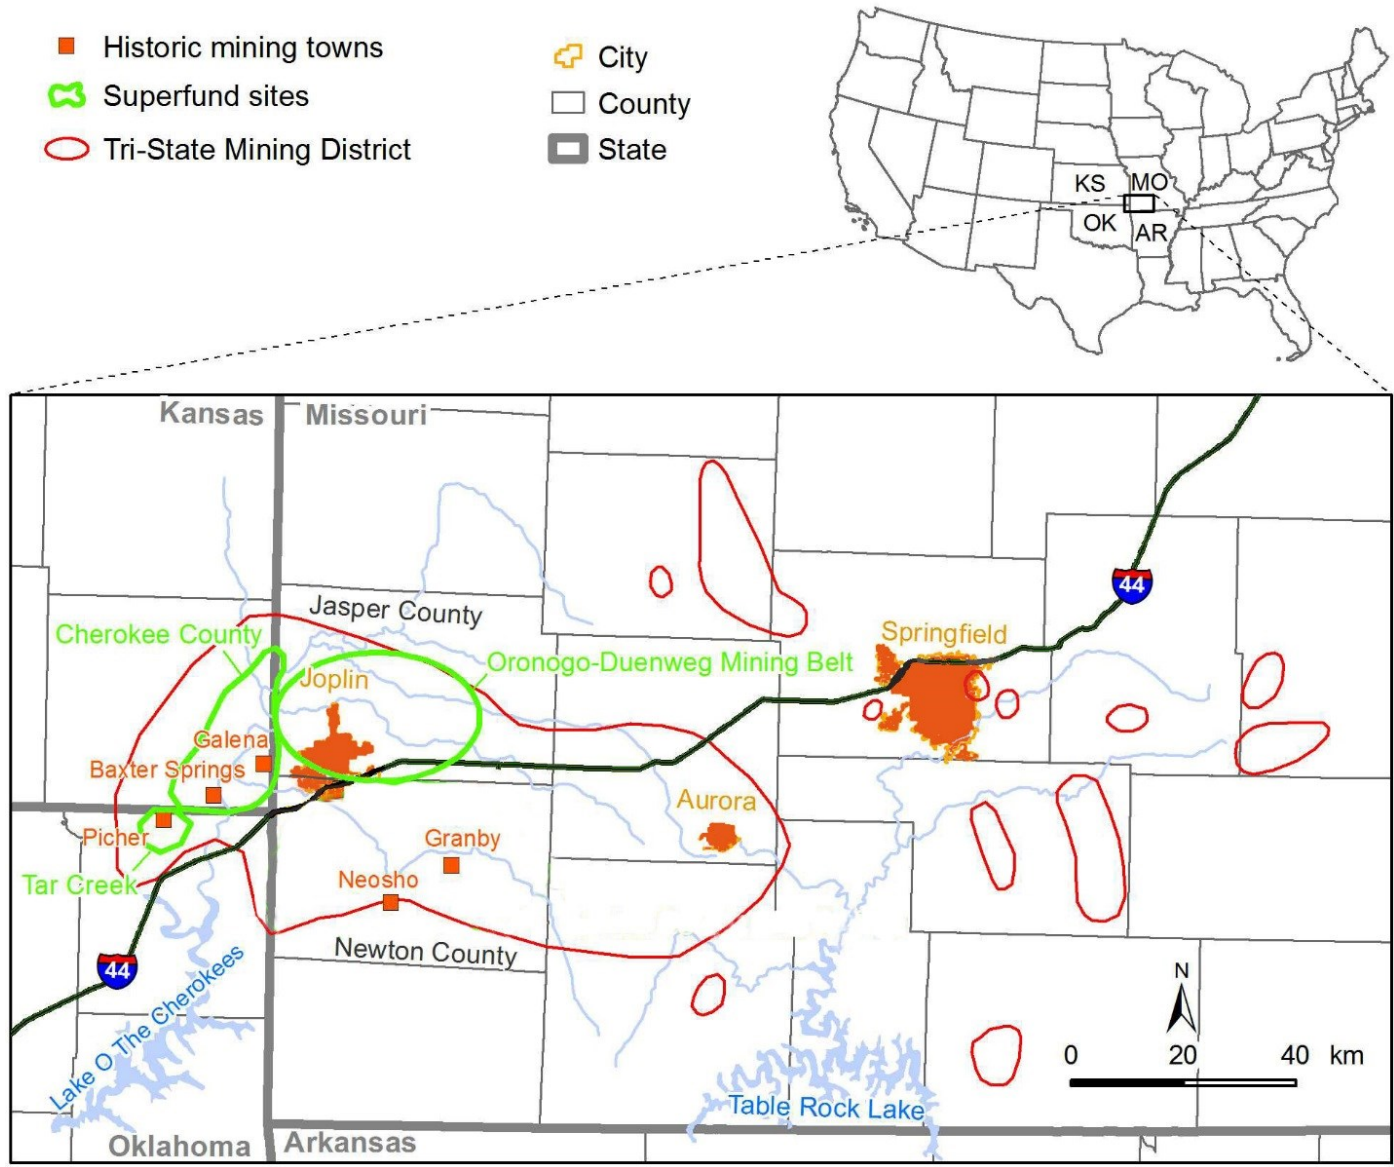 Historic mining towns
Superfund sites
Tri-State Mining District
City
County
State
KS
MO
OK
AR
Kansas
Missouri
44
Jasper County
Cherokee County
Springfield
Oronogo-Duenweg Mining Belt
Joplin
Galena
Baxter Springs
Aurora
Picher
Granby
Tar Creek
Neosho
Newton County
44
Lake O The Cherokees
N
0 20 40 km
Table Rock Lake
Oklahoma
Arkansas